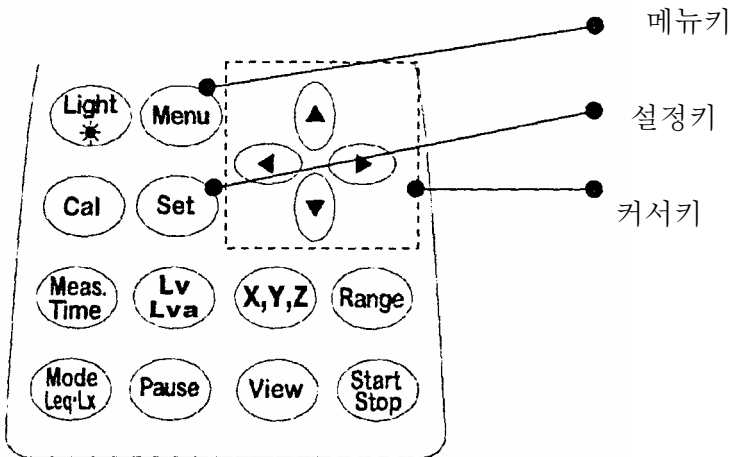 메뉴키
Light
Menu
설정키
Cal
Set
커서키
Meas.
Time
Lv
Lva
X,Y,Z
Range
Mode
Leq·Lx
Pause
View
Start
Stop